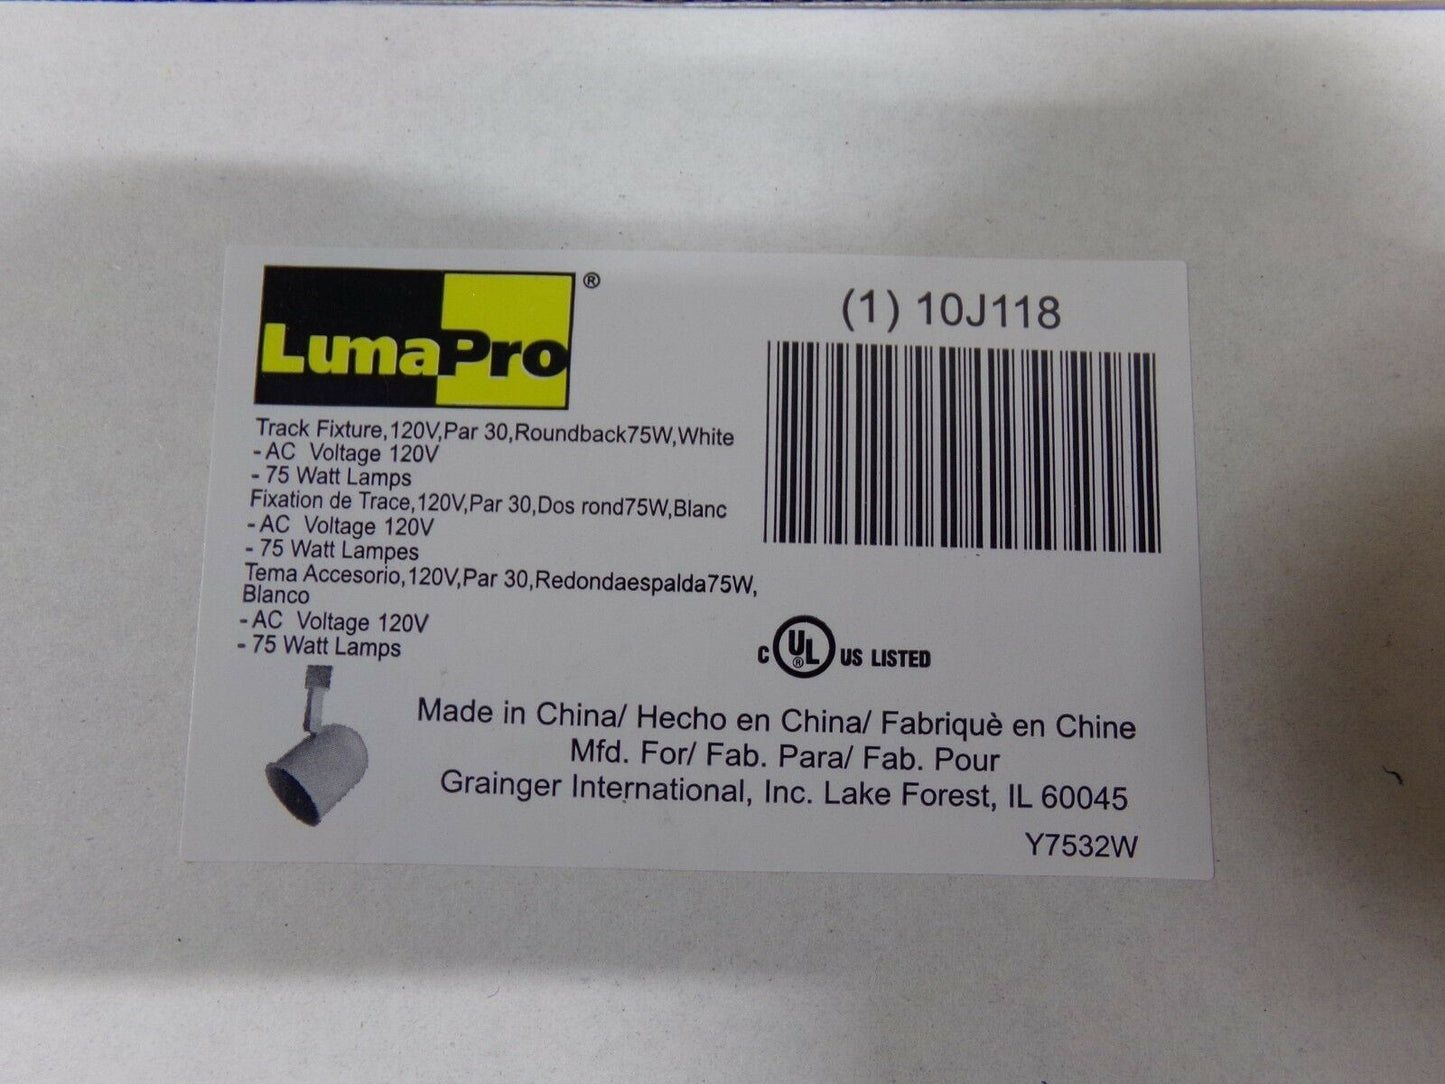 LumaPro ®
(1) 10J118
Track Fixture,120V,Par 30,Roundback75W,White
- AC Voltage 120V
- 75 Watt Lamps
Fixation de Trace,120V,Par 30,Dos rond75W,Blanc
- AC Voltage 120V
- 75 Watt Lampes
Tema Accesorio,120V,Par 30,Redondaespalda75W,
Blanco
- AC Voltage 120V
- 75 Watt Lamps
C UL ® US LISTED
Made in China/ Hecho en China/ Fabriquè en Chine
Mfd. For/ Fab. Para/ Fab. Pour
Grainger International, Inc. Lake Forest, IL 60045
Y7532W